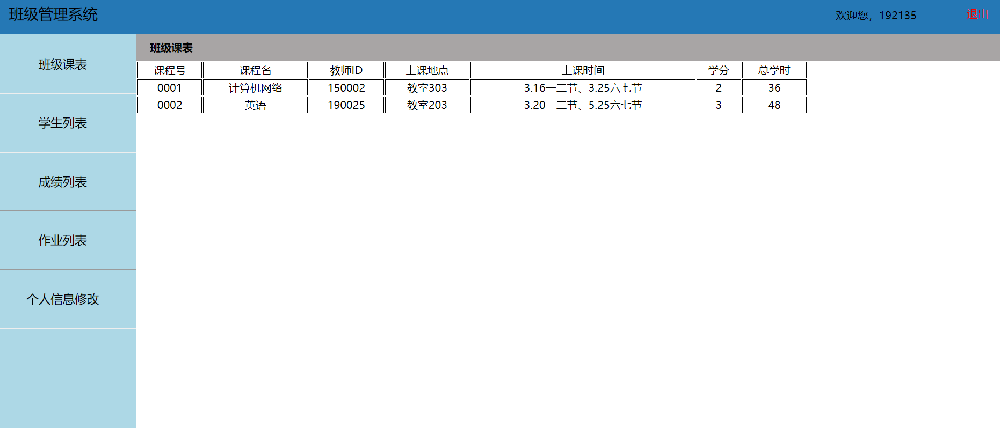 班级管理系统
欢迎您，192135
退出
班级课表
学生列表
成绩列表
作业列表
个人信息修改
班级课表
课程号 课程名 教师ID 上课地点 上课时间 学分 总学时
0001 计算机网络 150002 教室303 3.16一二节、3.25六七节 2 36
0002 英语 190025 教室203 3.20一二节、5.25六七节 3 48